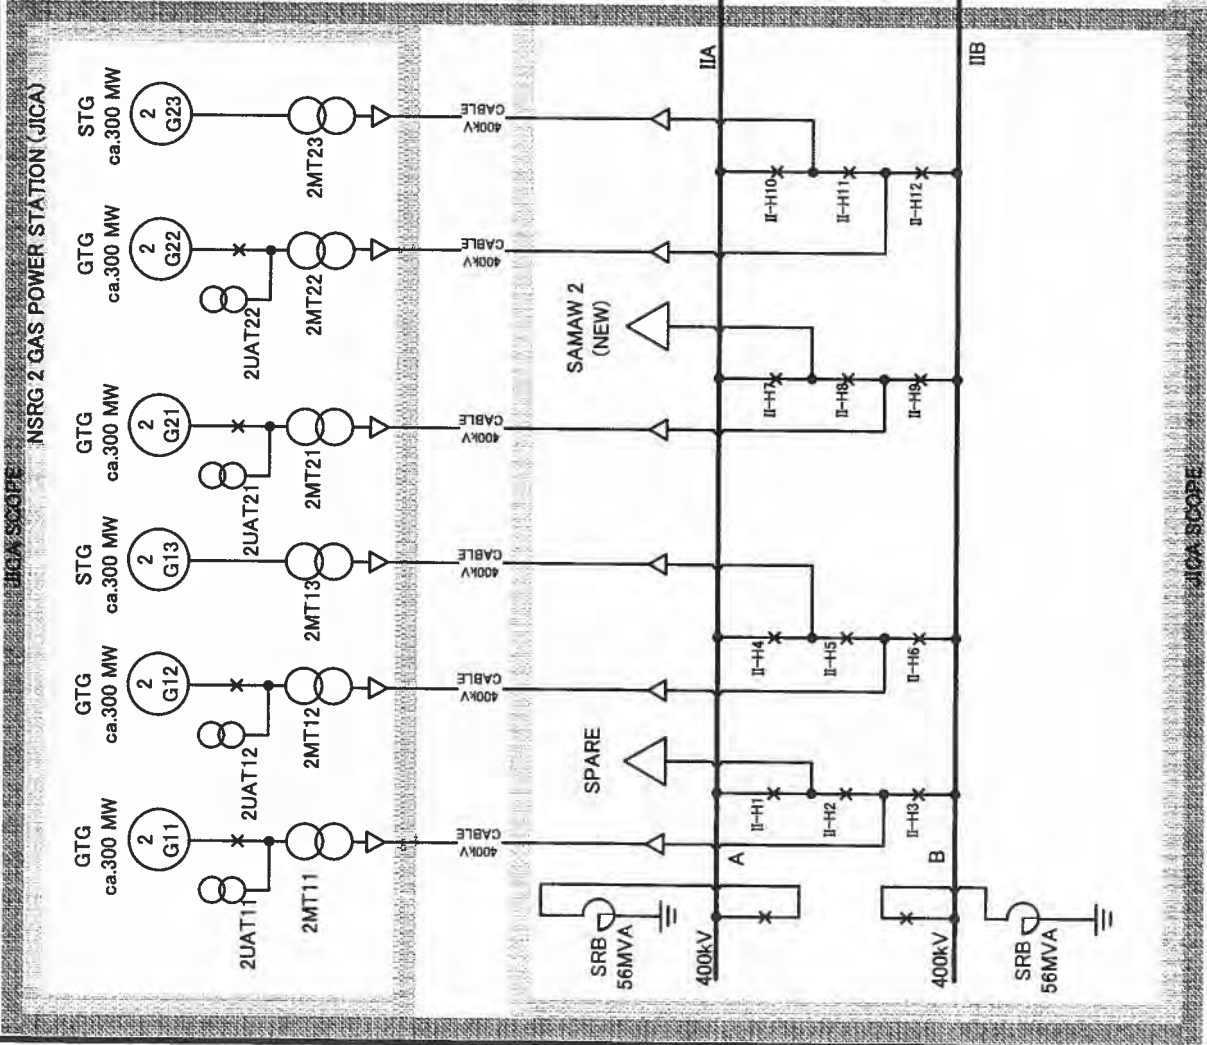 JICA SCOPE
NSRG 2 GAS POWER STATION (JICA)
STG
ca.300 MW
2
G23
2MT23
400kV
CABLE
GTG
ca.300 MW
2
G22
2UAT22
2MT22
400kV
CABLE
GTG
ca.300 MW
2
G21
2UAT21
2MT21
400kV
CABLE
STG
ca.300 MW
2
G13
2MT13
400kV
CABLE
GTG
ca.300 MW
2
G12
2UAT12
2MT12
400kV
CABLE
GTG
ca.300 MW
2
G11
2UAT11
2MT11
400kV
CABLE
IIA
IIB
II-H10
II-H11
II-H12
SAMAW 2
(NEW)
II-H7
II-H8
II-H9
II-H4
II-H5
II-H6
SPARE
II-H1
II-H2
II-H3
A
B
SRB
56MVA
400kV
400kV
SRB
56MVA
JICA SCOPE